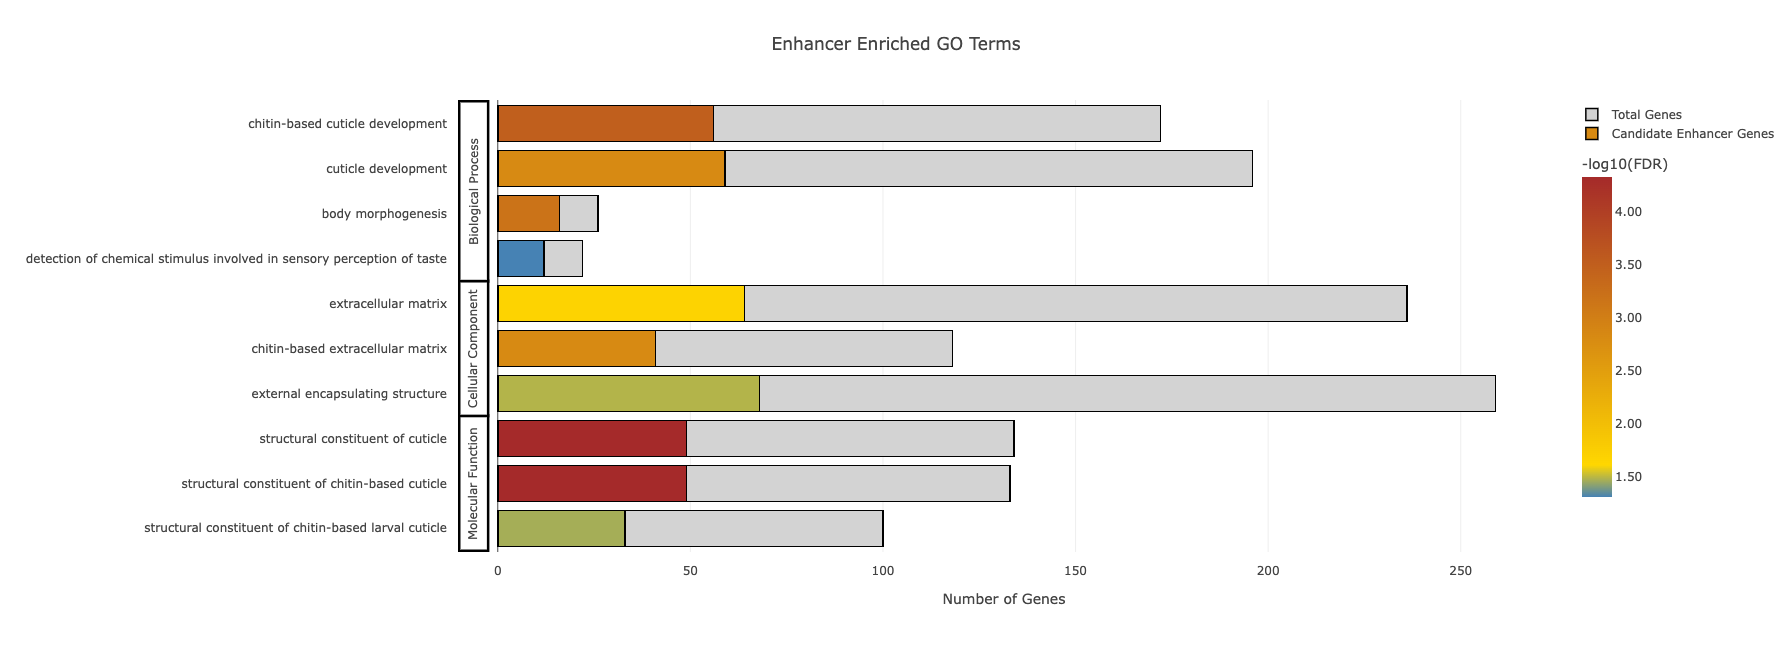 Enhancer Enriched GO Terms
chitin-based cuticle development
cuticle development
body morphogenesis
detection of chemical stimulus involved in sensory perception of taste
extracellular matrix
chitin-based extracellular matrix
external encapsulating structure
structural constituent of cuticle
structural constituent of chitin-based cuticle
structural constituent of chitin-based larval cuticle
Biological Process
Cellular Component
Molecular Function
0 50 100 150 200 250
Number of Genes
Total Genes
Candidate Enhancer Genes
-log10(FDR)
4.00
3.50
3.00
2.50
2.00
1.50